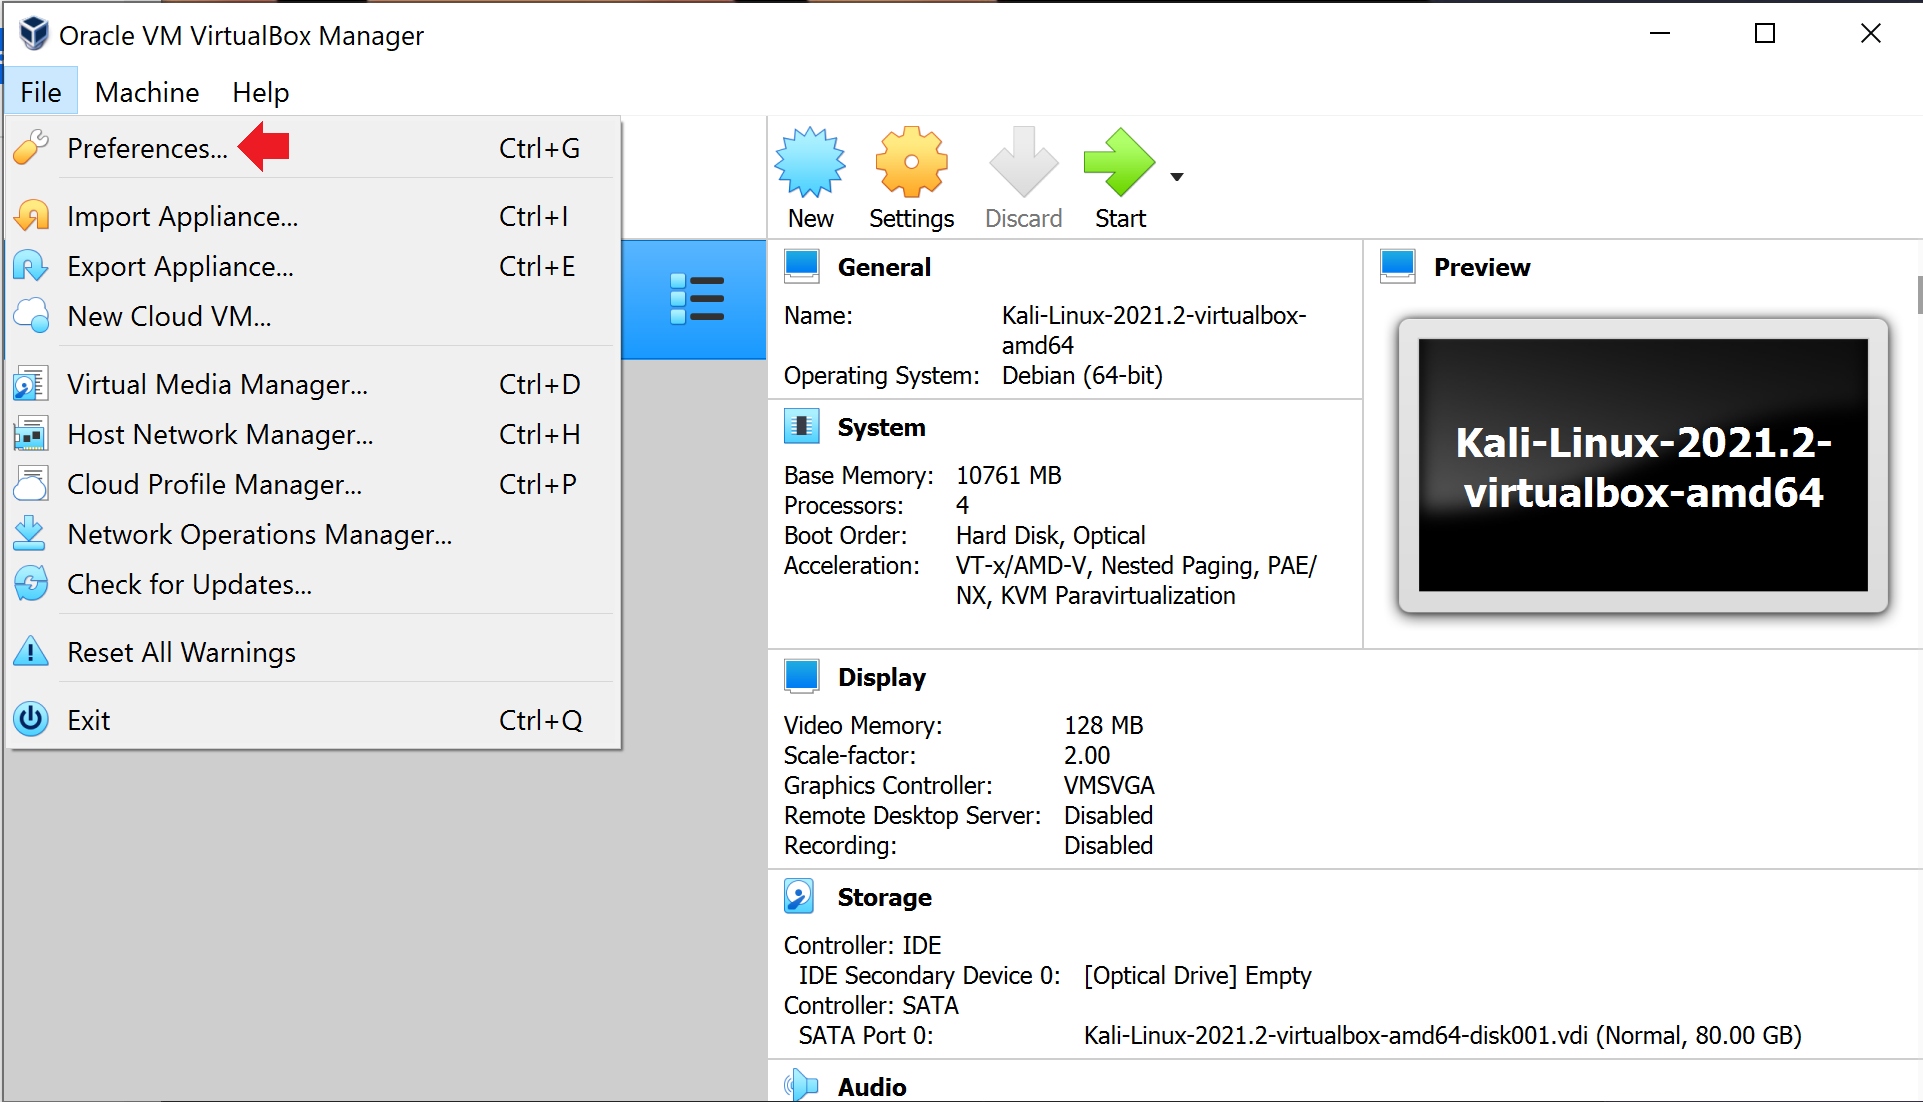 Oracle VM VirtualBox Manager
File Machine Help
Preferences... Ctrl+G
Import Appliance... Ctrl+I
Export Appliance... Ctrl+E
New Cloud VM...
Virtual Media Manager... Ctrl+D
Host Network Manager... Ctrl+H
Cloud Profile Manager... Ctrl+P
Network Operations Manager...
Check for Updates...
Reset All Warnings
Exit Ctrl+Q
New Settings Discard Start
General
Name: Kali-Linux-2021.2-virtualbox-
amd64
Operating System: Debian (64-bit)
System
Base Memory: 10761 MB
Processors: 4
Boot Order: Hard Disk, Optical
Acceleration: VT-x/AMD-V, Nested Paging, PAE/
NX, KVM Paravirtualization
Preview
Kali-Linux-2021.2-
virtualbox-amd64
Display
Video Memory: 128 MB
Scale-factor: 2.00
Graphics Controller: VMSVGA
Remote Desktop Server: Disabled
Recording: Disabled
Storage
Controller: IDE
IDE Secondary Device 0: [Optical Drive] Empty
Controller: SATA
SATA Port 0: Kali-Linux-2021.2-virtualbox-amd64-disk001.vdi (Normal, 80.00 GB)
Audio